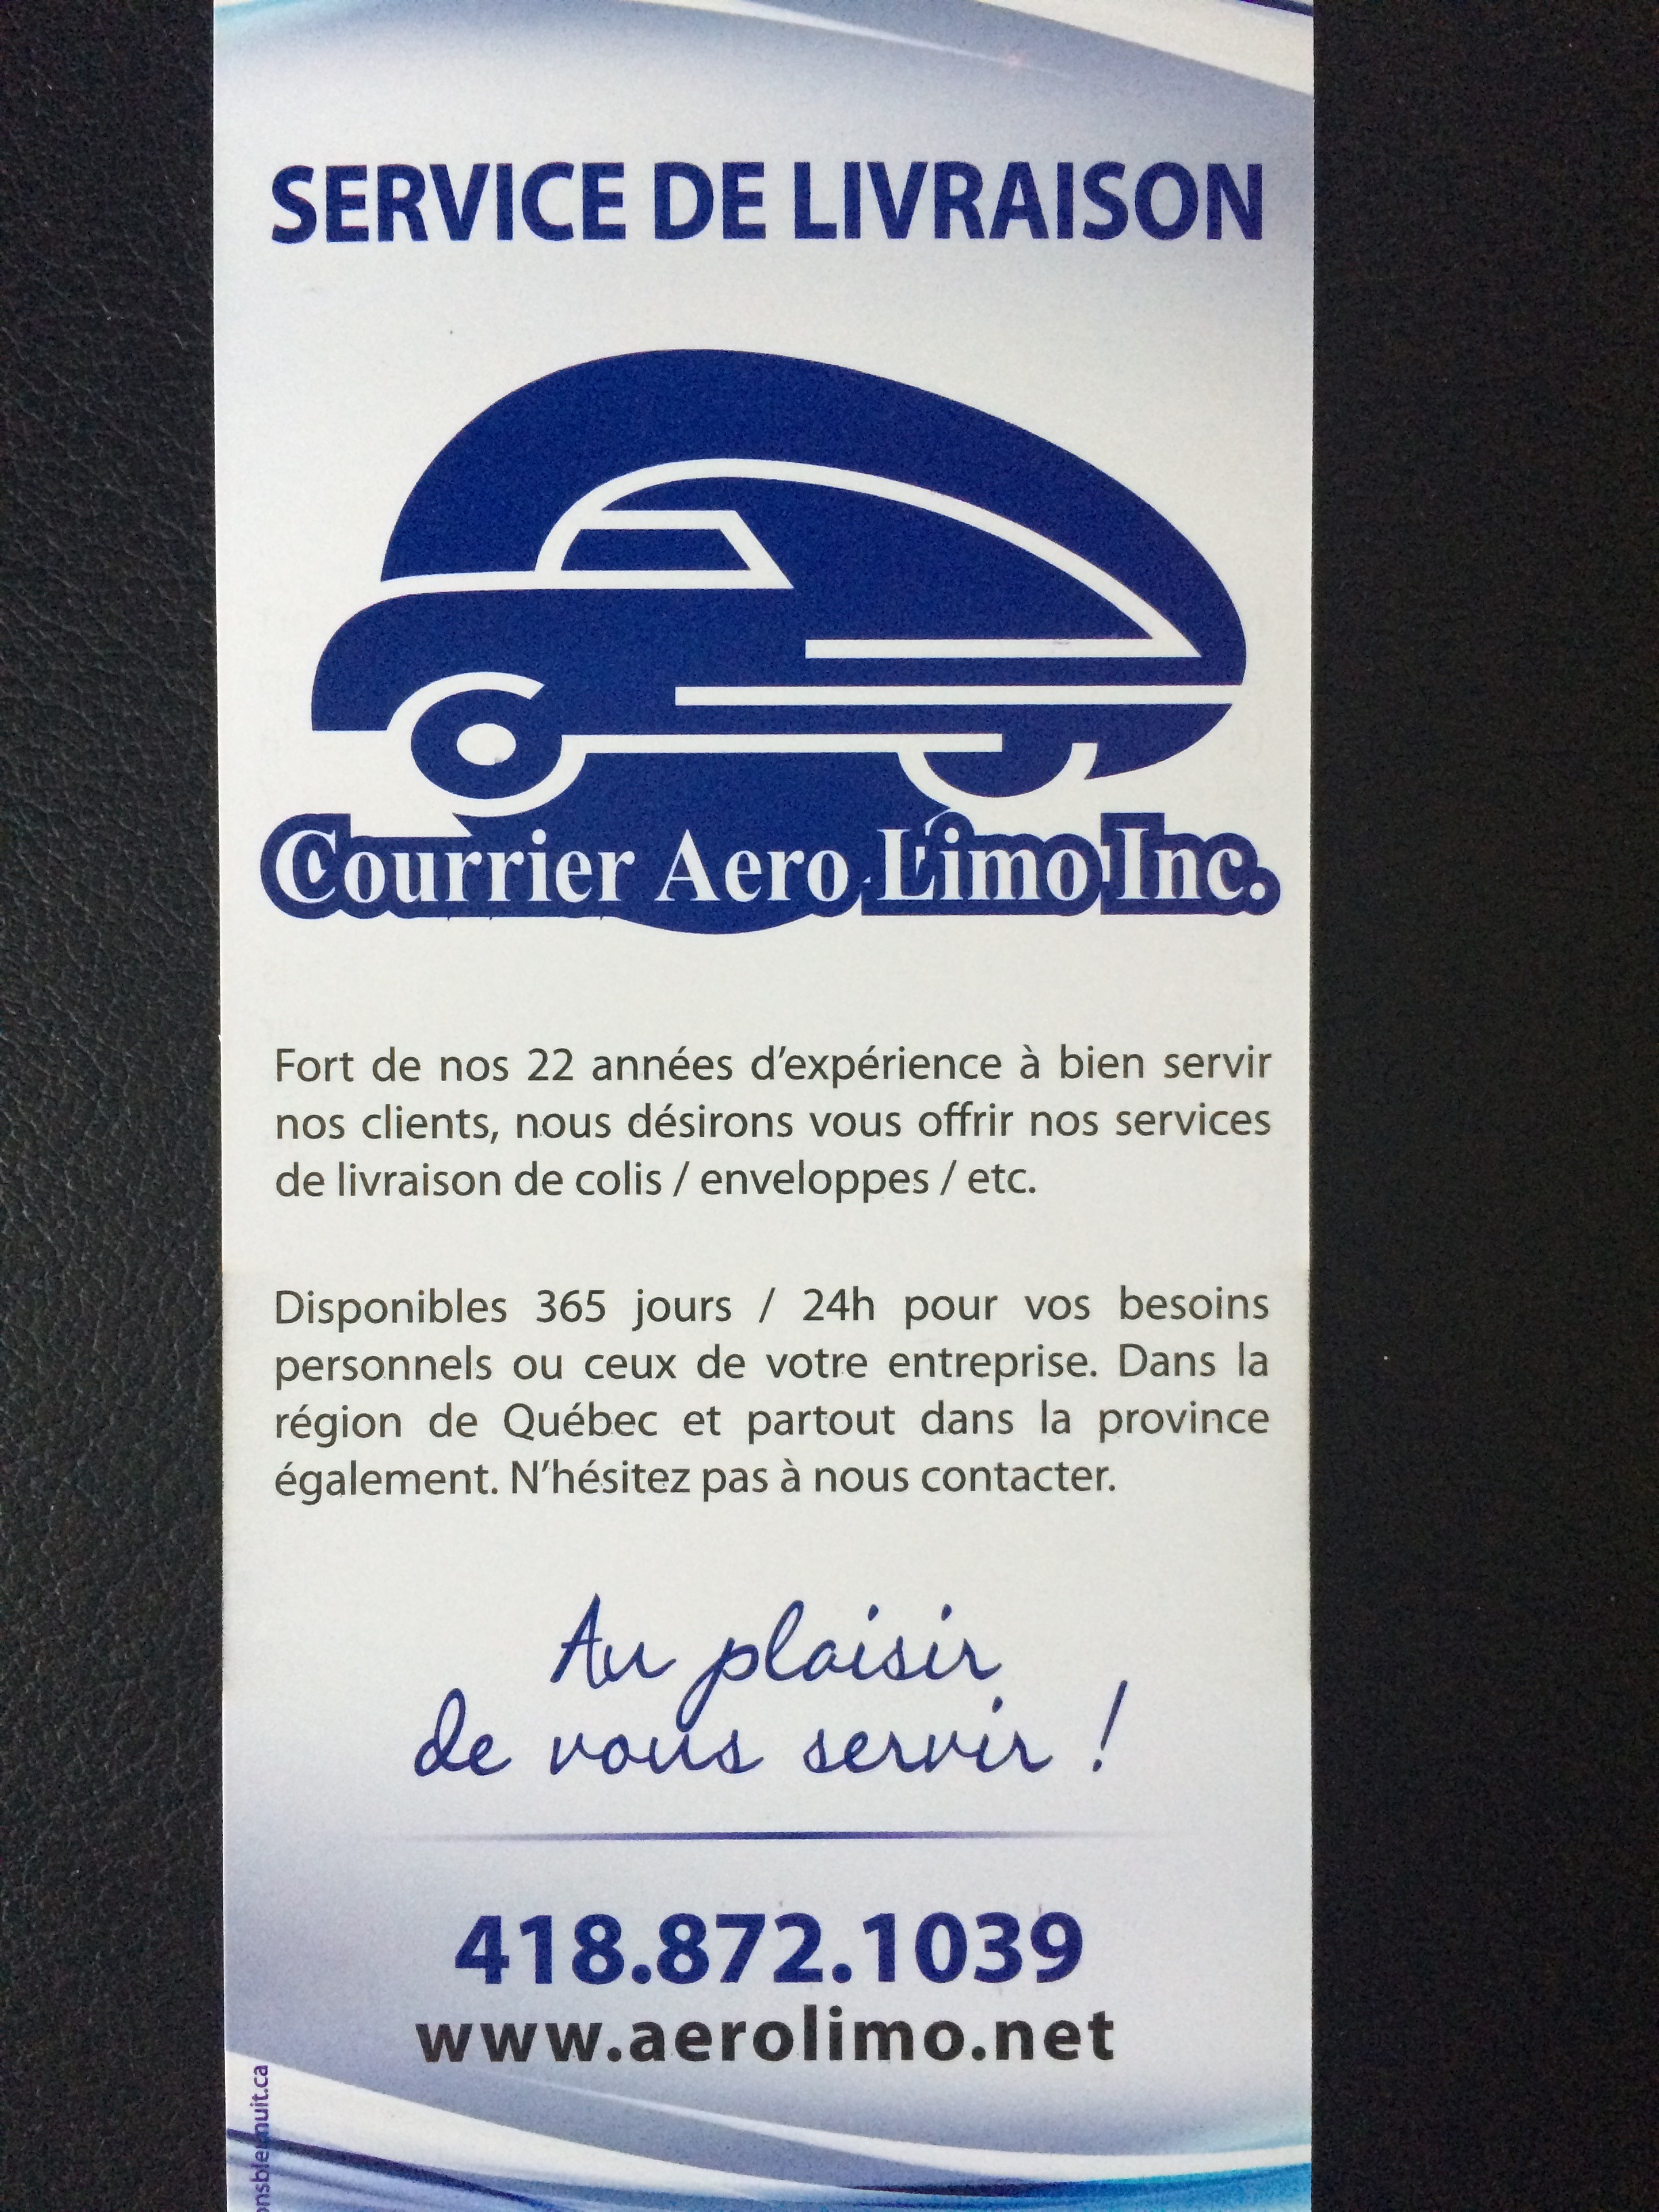 SERVICE DE LIVRAISON
Courrier Aero Limo Inc.
Fort de nos 22 années d'expérience à bien servir
nos clients, nous désirons vous offrir nos services
de livraison de colis / enveloppes / etc.
Disponibles 365 jours / 24h pour vos besoins
personnels ou ceux de votre entreprise. Dans la
région de Québec et partout dans la province
également. N'hésitez pas à nous contacter.
Au plaisir
de vous servir !
418.872.1039
www.aerolimo.net